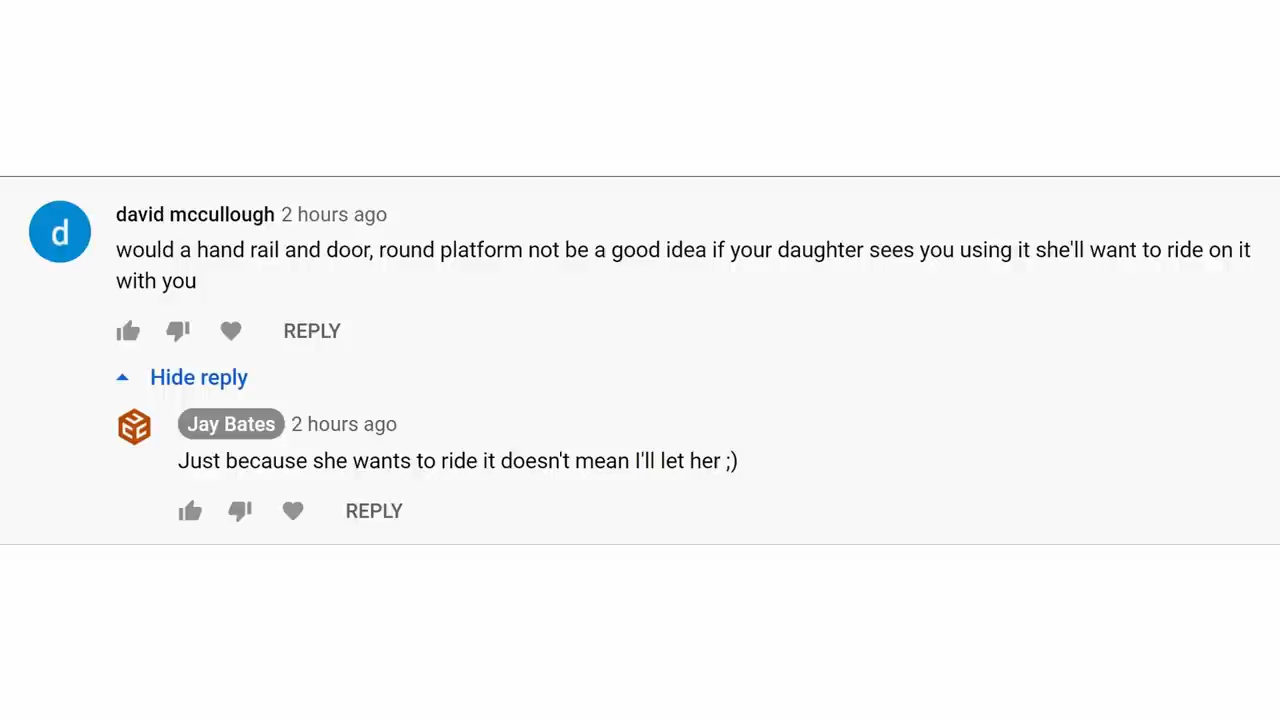 d
david mccullough 2 hours ago
would a hand rail and door, round platform not be a good idea if your daughter sees you using it she'll want to ride on it
with you
REPLY
Hide reply
Jay Bates 2 hours ago
Just because she wants to ride it doesn't mean I'll let her ;)
REPLY